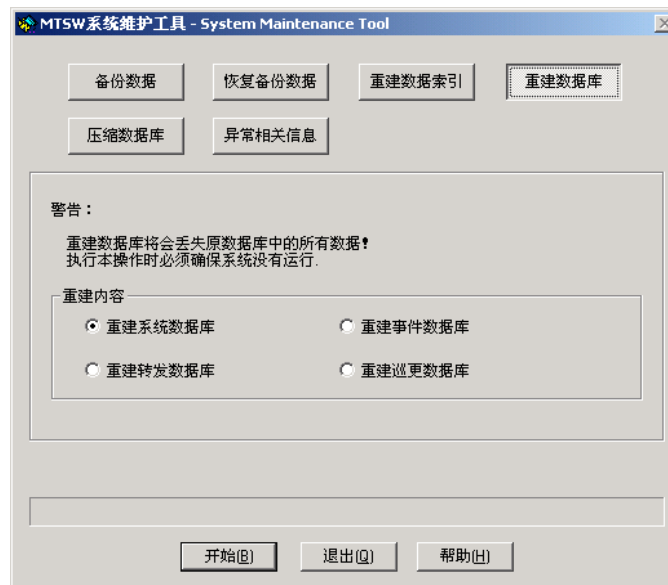 MTSW系统维护工具 - System Maintenance Tool
备份数据 恢复备份数据 重建数据索引 重建数据库
压缩数据库 异常相关信息
警告：
重建数据库将会丢失原数据库中的所有数据!
执行本操作时必须确保系统没有运行.
重建内容
重建系统数据库 重建事件数据库
重建转发数据库 重建巡更数据库
开始(B) 退出(Q) 帮助(H)